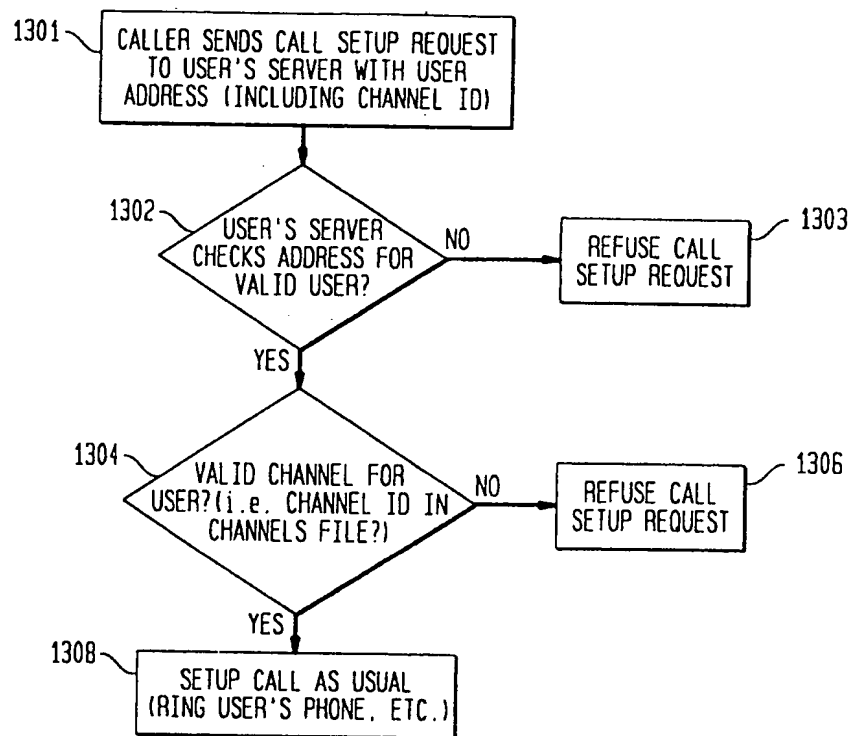 1301
CALLER SENDS CALL SETUP REQUEST
TO USER'S SERVER WITH USER
ADDRESS (INCLUDING CHANNEL ID)
1302
USER'S SERVER
CHECKS ADDRESS FOR
VALID USER?
NO
1303
REFUSE CALL
SETUP REQUEST
YES
1304
VALID CHANNEL FOR
USER?(i.e. CHANNEL ID IN
CHANNELS FILE?)
NO
1306
REFUSE CALL
SETUP REQUEST
YES
1308
SETUP CALL AS USUAL
(RING USER'S PHONE, ETC.)